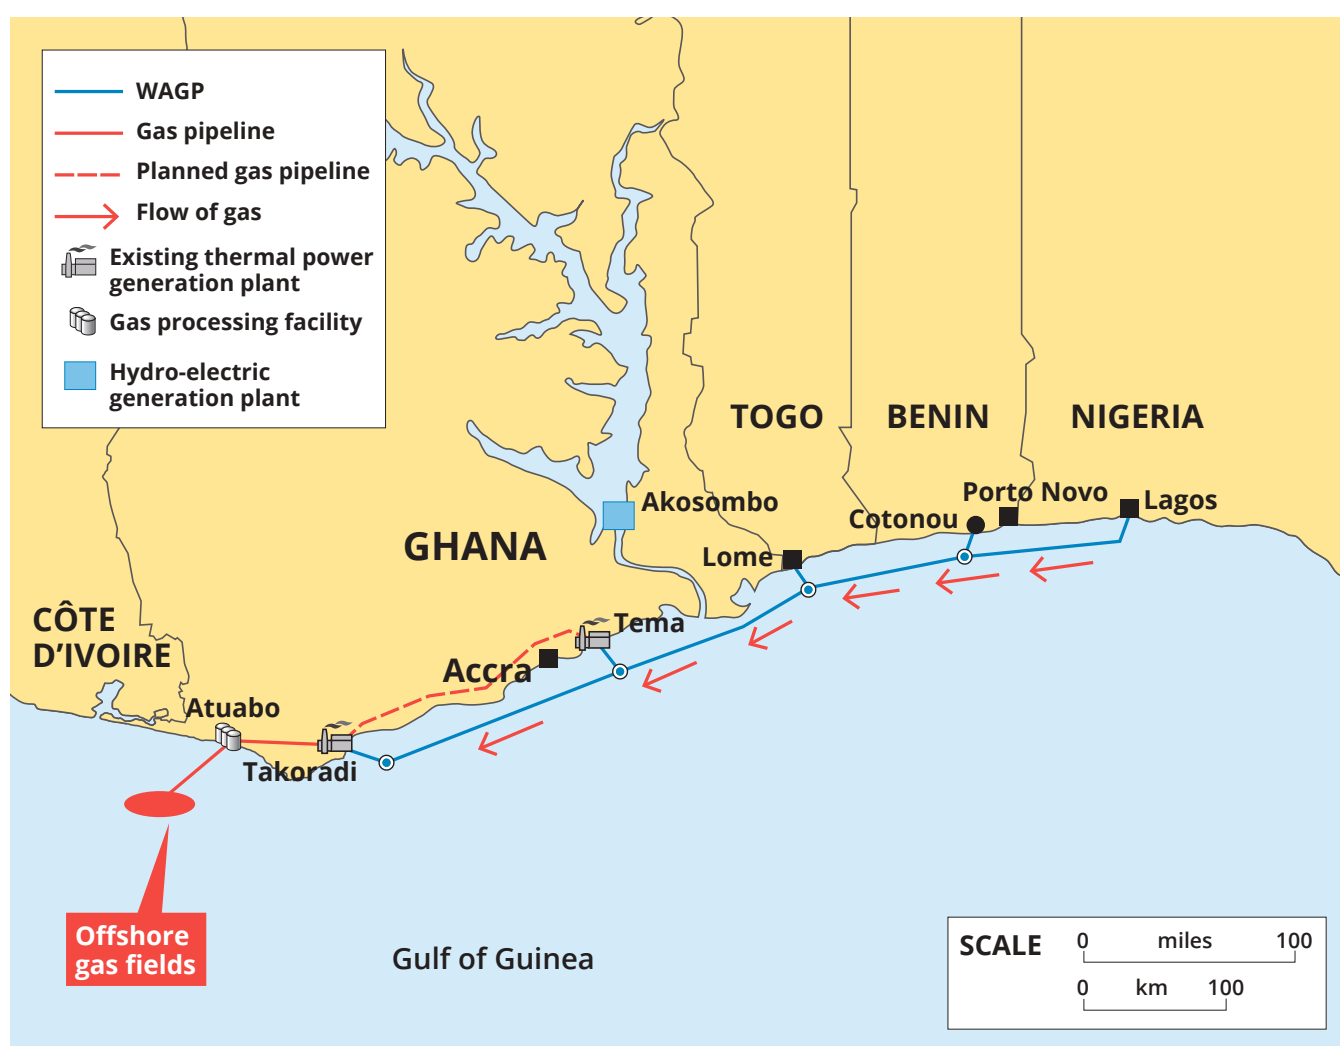 WAGP
Gas pipeline
Planned gas pipeline
Flow of gas
Existing thermal power
generation plant
Gas processing facility
Hydro-electric
generation plant
TOGO
BENIN
NIGERIA
Akosombo
Porto Novo
Lagos
Cotonou
GHANA
Lome
CÔTE
D’IVOIRE
Tema
Accra
Atuabo
Takoradi
Offshore
gas fields
Gulf of Guinea
SCALE
0 miles 100
0 km 100